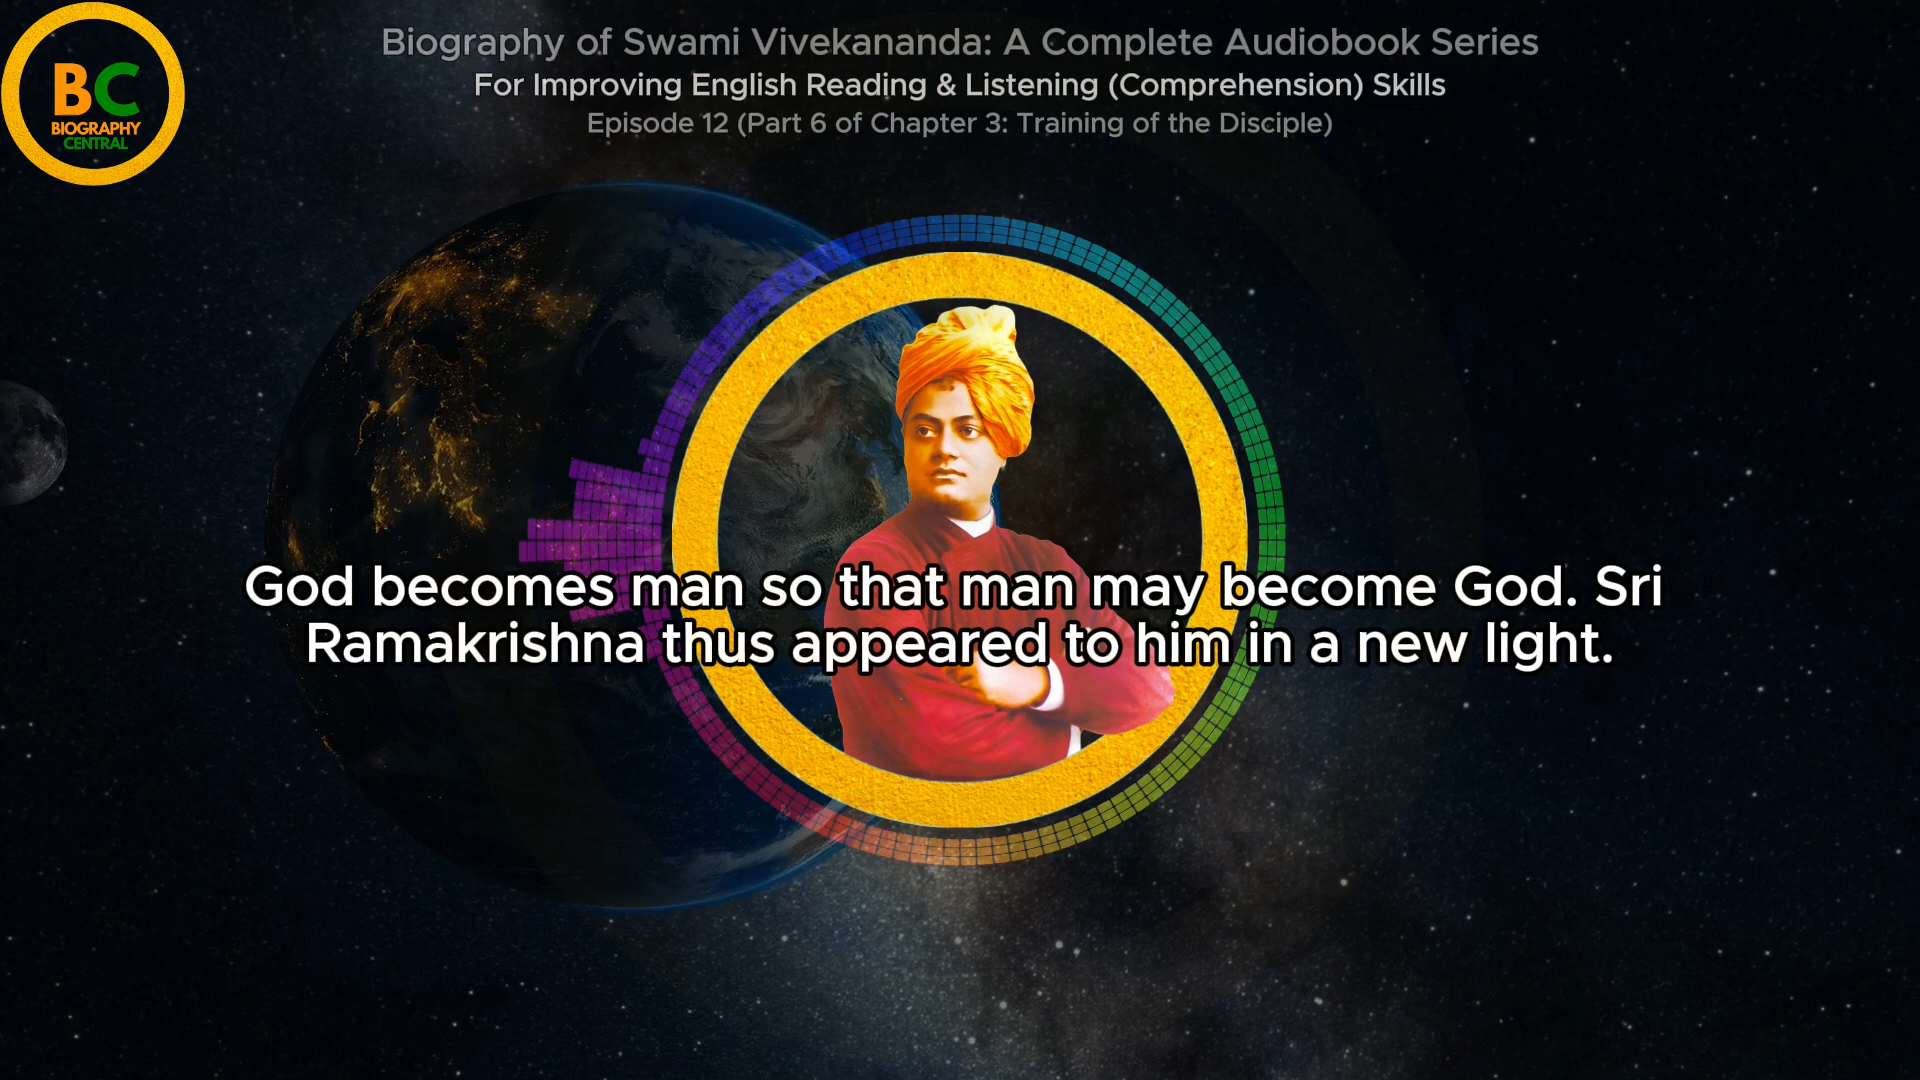 BC
BIOGRAPHY
CENTRAL
Biography of Swami Vivekananda: A Complete Audiobook Series
For Improving English Reading & Listening (Comprehension) Skills
Episode 12 (Part 6 of Chapter 3: Training of the Disciple)
God becomes man so that man may become God. Sri
Ramakrishna thus appeared to him in a new light.